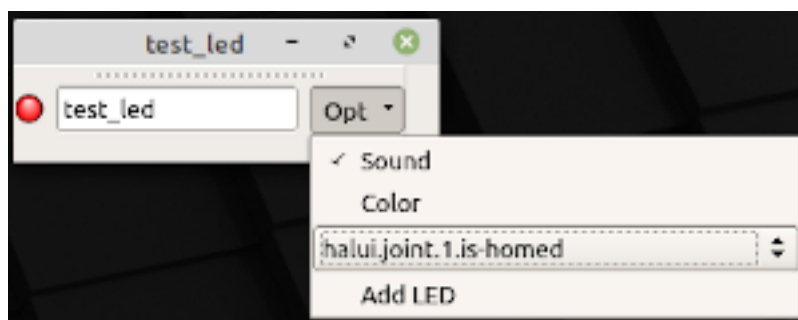 test_led
test_led Opt
Sound
Color
halui.joint.1.is-homed
Add LED